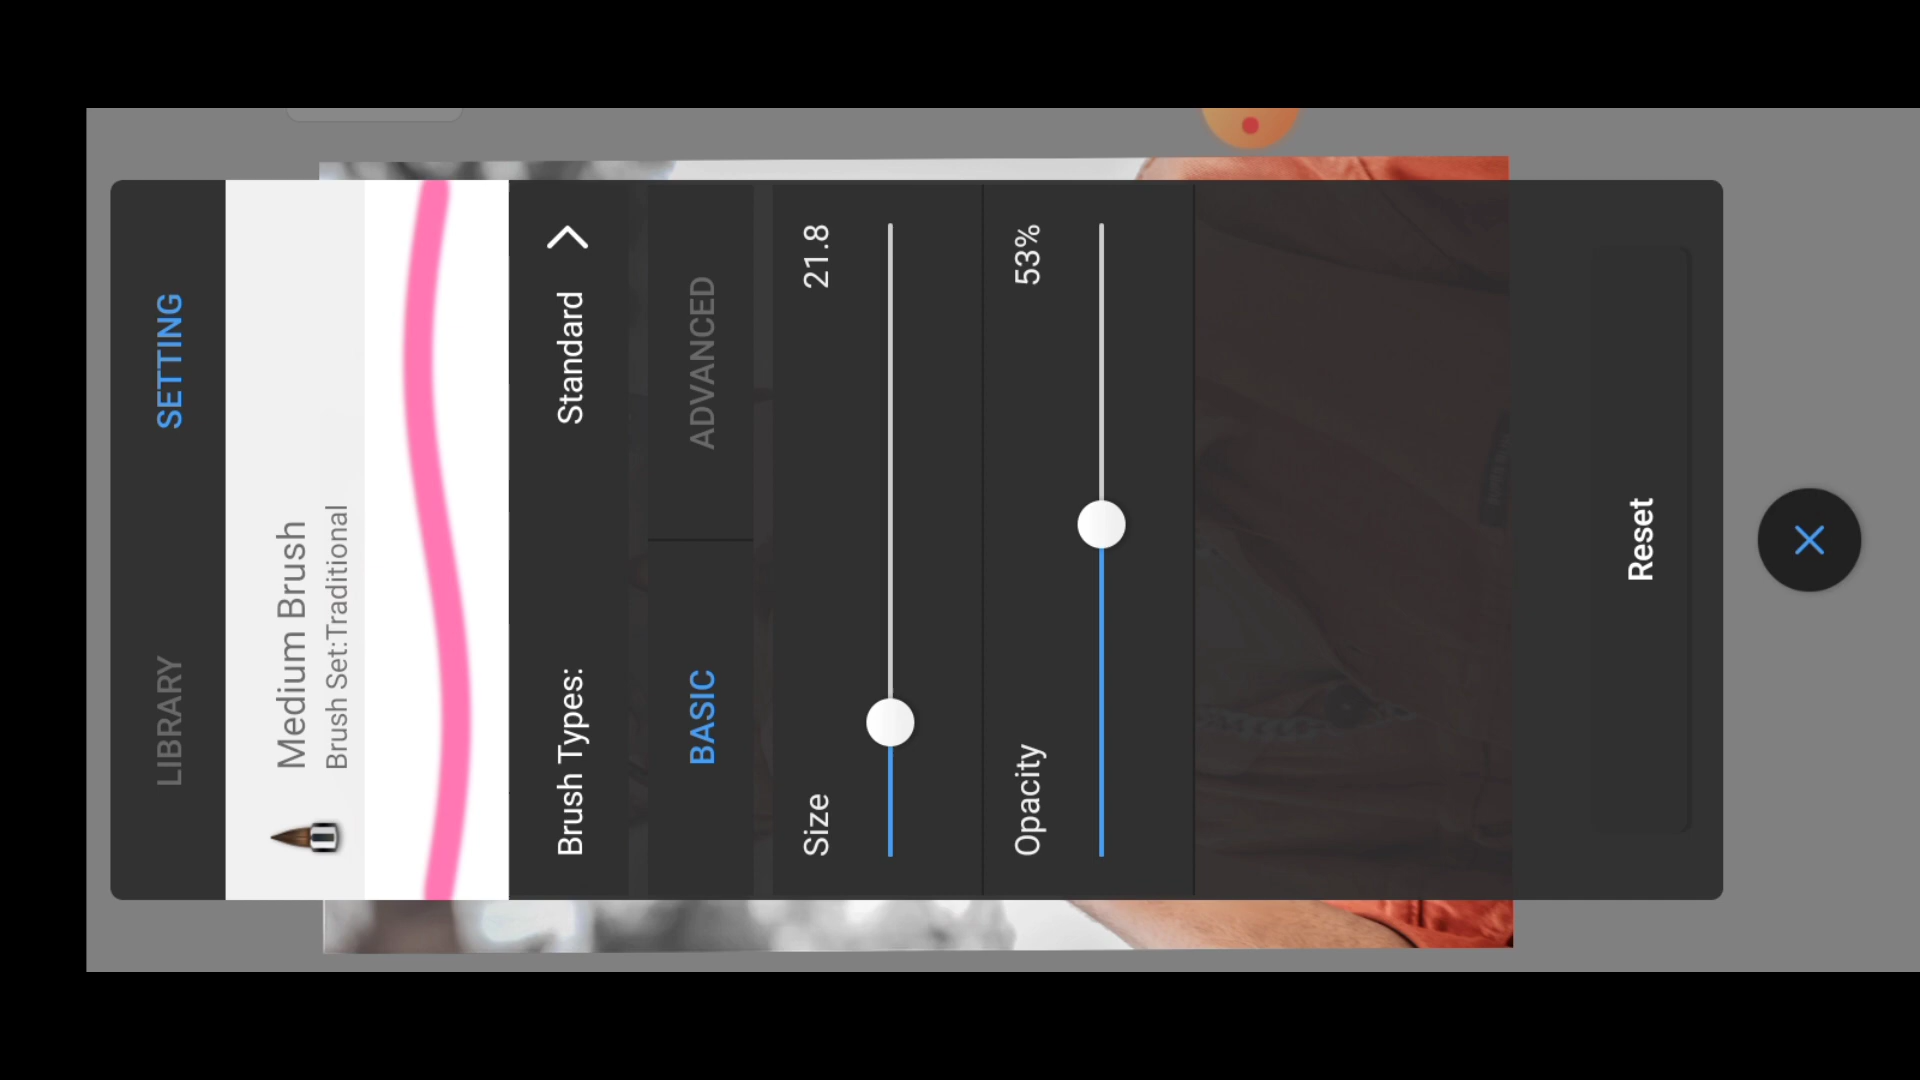 LIBRARY
SETTING
Medium Brush
Brush Set:Traditional
Brush Types:
Standard
BASIC
ADVANCED
Size
21.8
Opacity
53%
Reset